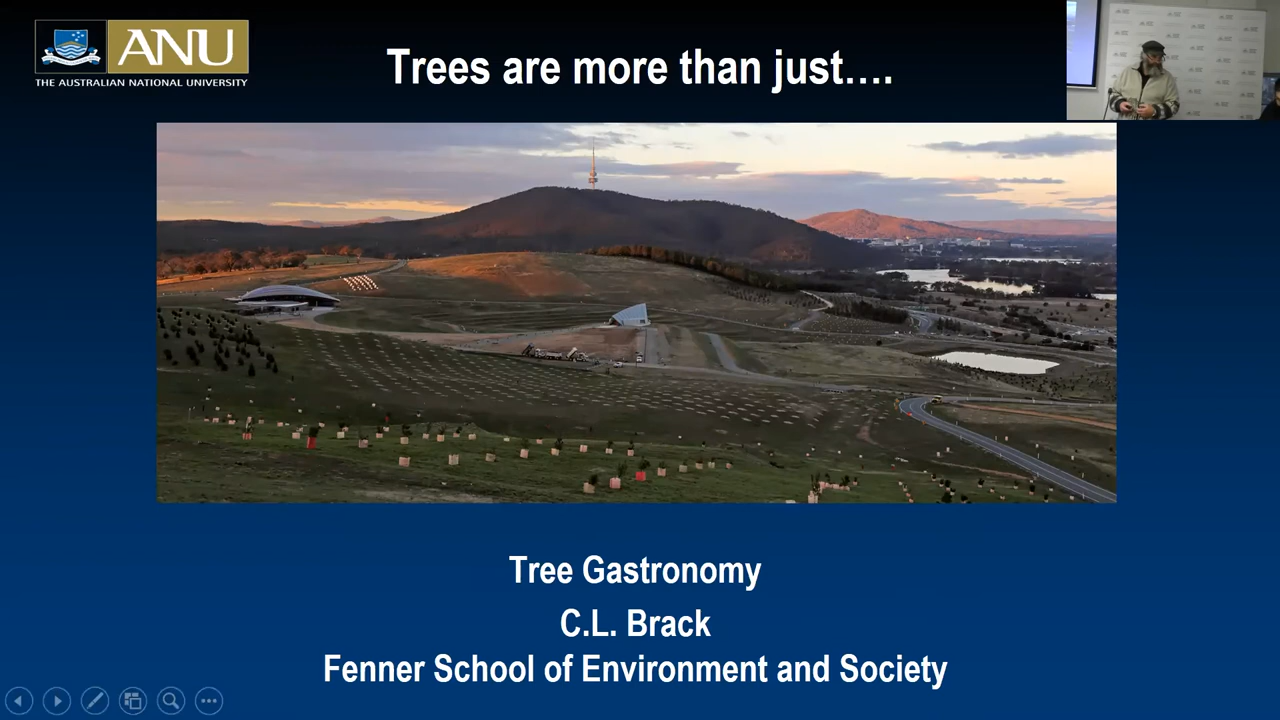 ANU
THE AUSTRALIAN NATIONAL UNIVERSITY
Trees are more than just….
Tree Gastronomy
C.L. Brack
Fenner School of Environment and Society